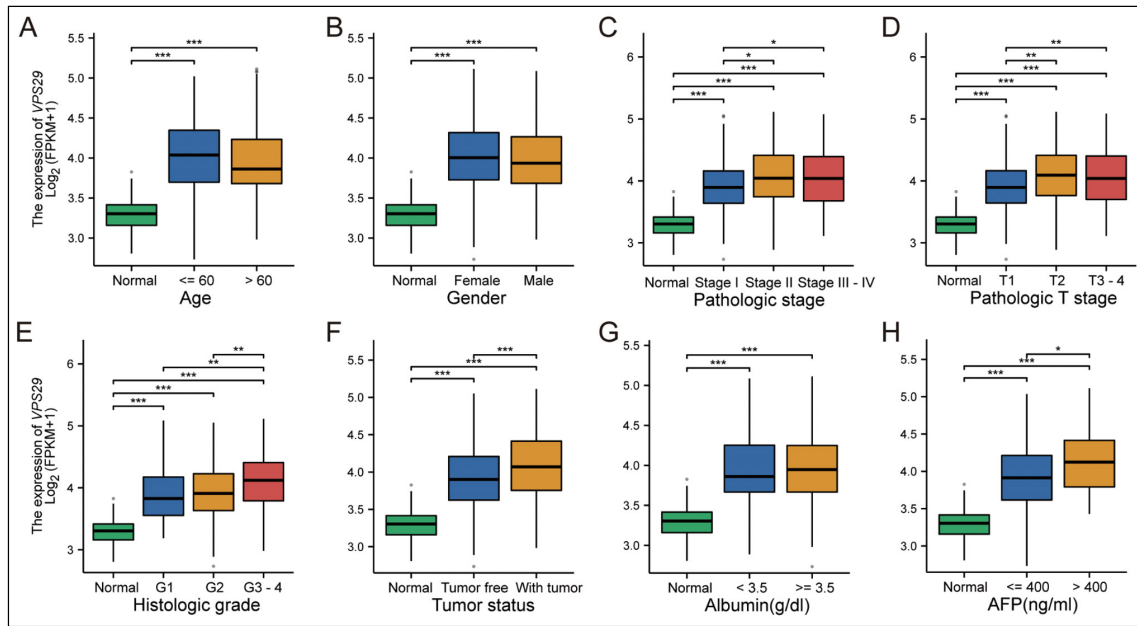 A
The expression of VPS29
Log2 (FPKM+1)
5.5
5.0
4.5
4.0
3.5
3.0
***
***
Normal <= 60 > 60
Age
B
5.5
5.0
4.5
4.0
3.5
3.0
***
***
Normal Female Male
Gender
C
6
5
4
3
*
*
***
***
***
Normal Stage I Stage II Stage III - IV
Pathologic stage
D
6
5
4
3
**
**
***
***
***
Normal T1 T2 T3 - 4
Pathologic T stage
E
The expression of VPS29
Log2 (FPKM+1)
6
5
4
3
**
**
***
***
***
Normal G1 G2 G3 - 4
Histologic grade
F
5.5
5.0
4.5
4.0
3.5
3.0
***
***
***
Normal Tumor free With tumor
Tumor status
G
5.5
5.0
4.5
4.0
3.5
3.0
***
***
Normal < 3.5 >= 3.5
Albumin(g/dl)
H
5.5
5.0
4.5
4.0
3.5
3.0
*
***
***
Normal <= 400 > 400
AFP(ng/ml)